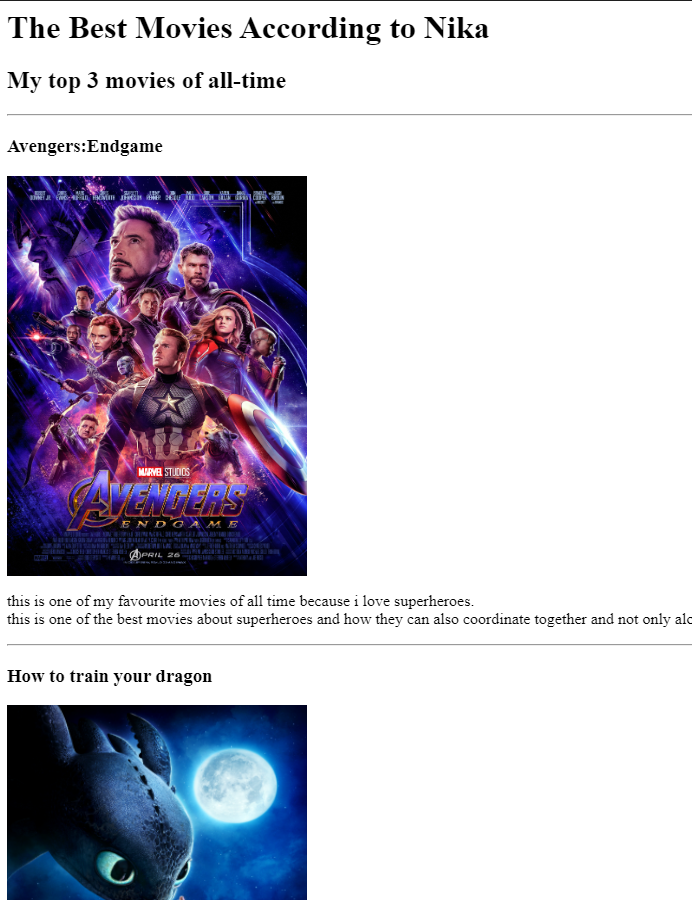 The Best Movies According to Nika
My top 3 movies of all-time
Avengers:Endgame
MARVEL STUDIOS
AVENGERS
ENDGAME
APRIL 26
this is one of my favourite movies of all time because i love superheroes.
this is one of the best movies about superheroes and how they can also coordinate together and not only alo
How to train your dragon